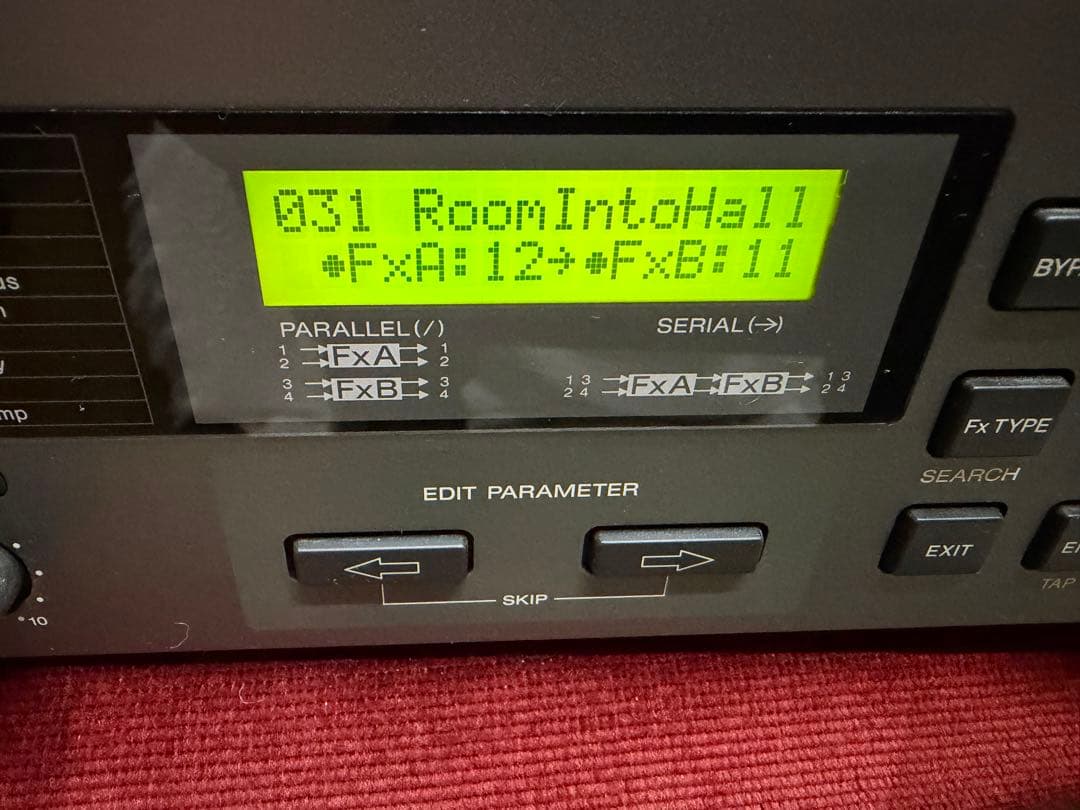 031 RoomIntoHall
●FxA:12→●FxB:11
PARALLEL(/)
1 2 FxA 1 2
3 4 FxB 3 4
SERIAL(→)
1 3 2 4 FxA FxB 1 3 2 4
EDIT PARAMETER
SKIP
Fx TYPE
SEARCH
EXIT
TAP
10